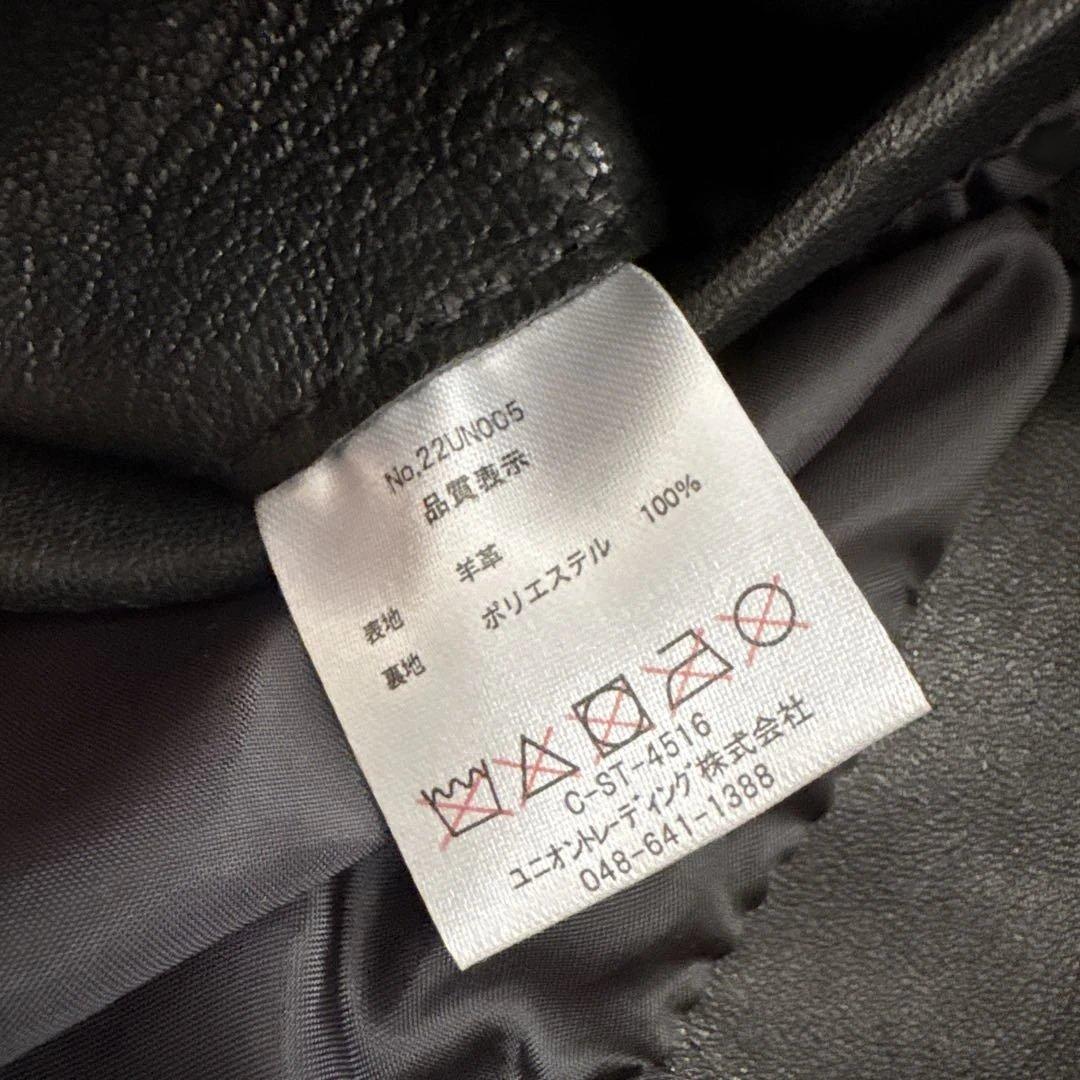 No,22UN005
品質表示
表地 羊革
裏地 ポリエステル 100%
C-ST-4516
ユニオントレーディング株式会社
048-641-1388